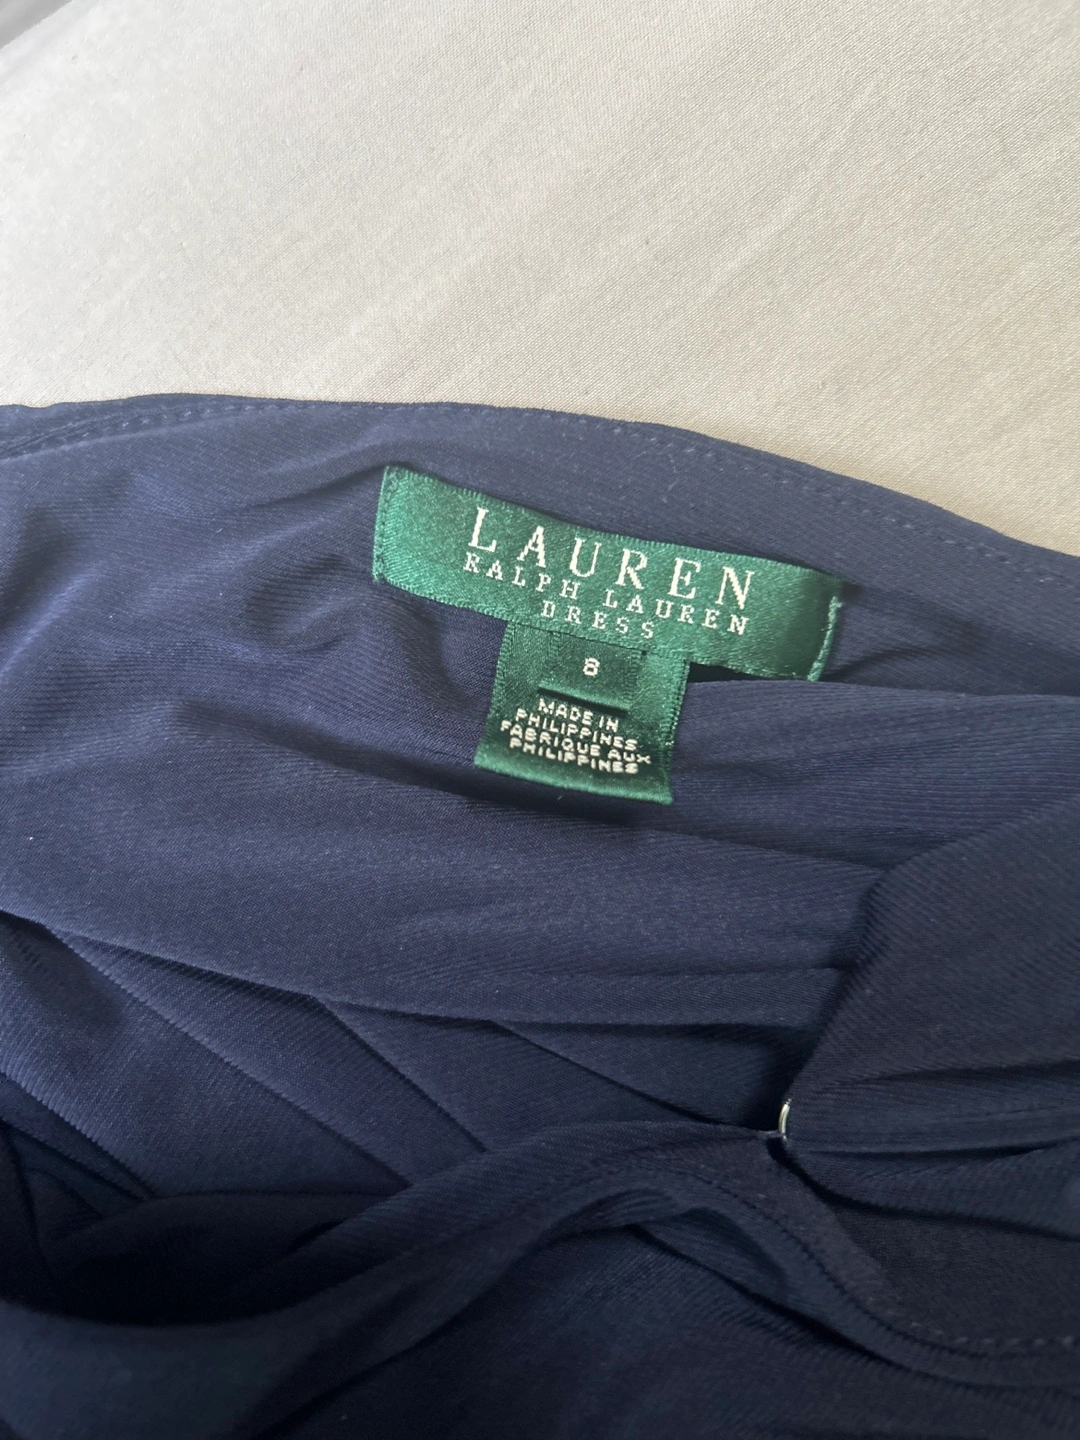 LAUREN
RALPH LAUREN
DRESS
8
MADE IN
PHILIPPINES
FABRIQUE AUX
PHILIPPINES